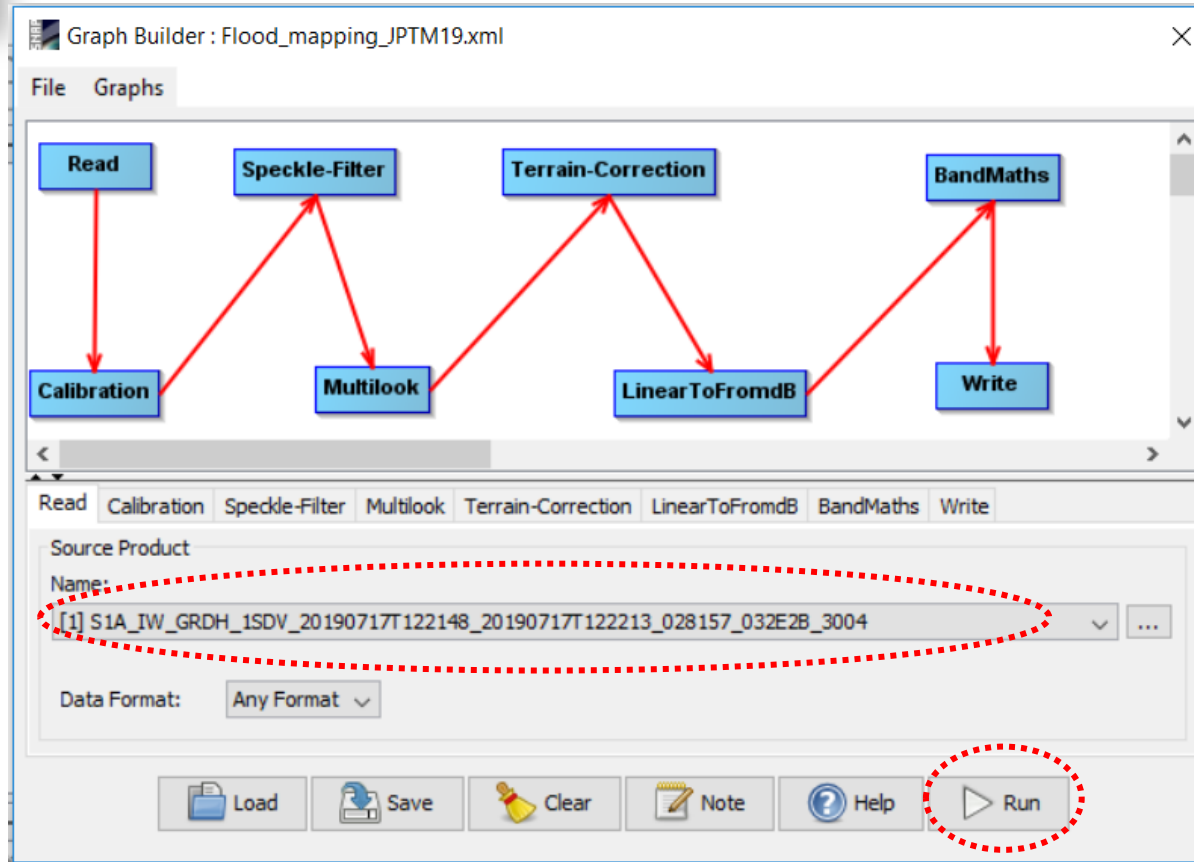 Graph Builder : Flood_mapping_JPTM19.xml
File Graphs
Read Speckle-Filter Terrain-Correction BandMaths
Calibration Multilook LinearToFromdB Write
Read Calibration Speckle-Filter Multilook Terrain-Correction LinearToFromdB BandMaths Write
Source Product
Name:
[1] S1A_IW_GRDH_1SDV_20190717T122148_20190717T122213_028157_032E2B_3004 ...
Data Format: Any Format
Load Save Clear Note Help Run